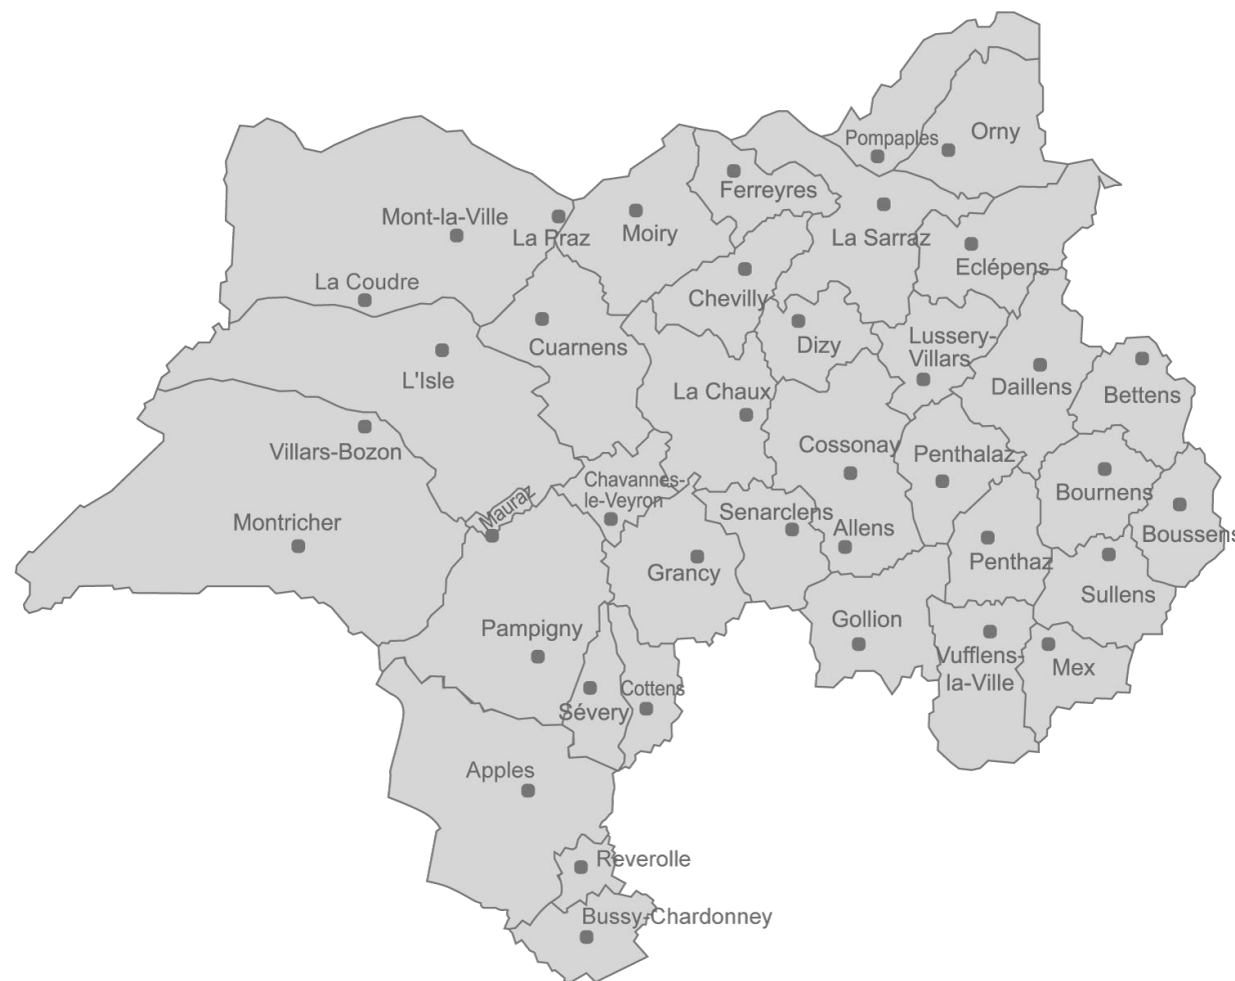 Pompaples
Orny
Ferreyres
Mont-la-Ville
La Praz
Moiry
La Sarraz
Eclépens
La Coudre
Chevilly
Cuarnens
Dizy
Lussery-
Villars
L'Isle
La Chaux
Daillens
Bettens
Villars-Bozon
Cossonay
Penthalaz
Chavannes-
le-Veyron
Bournens
Mauraz
Montricher
Senarclens
Allens
Boussens
Grancy
Penthaz
Sullens
Pampigny
Gollion
Vufflens-
la-Ville
Mex
Cottens
Sévery
Apples
Reverolle
Bussy-Chardonney